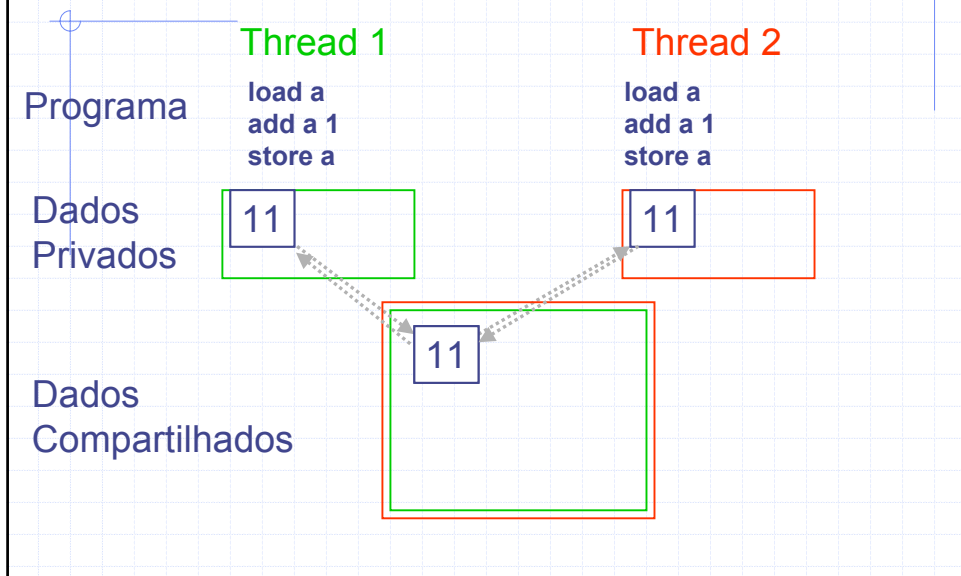 Thread 1
Thread 2
Programa
load a
add a 1
store a
load a
add a 1
store a
Dados
Privados
11
11
Dados
Compartilhados
11